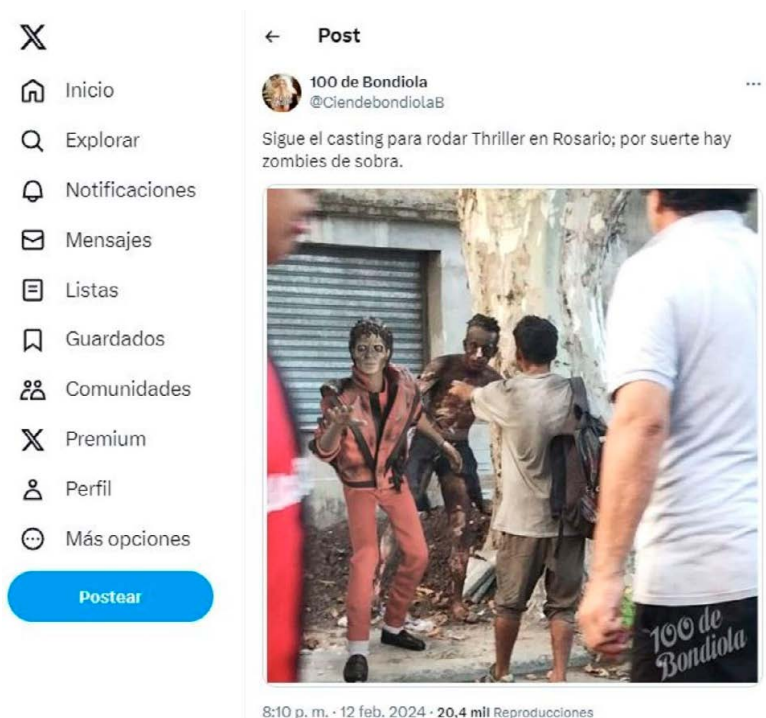 Post
Inicio
Explorar
Notificaciones
Mensajes
Listas
Guardados
Comunidades
Premium
Perfil
Más opciones
Postear
100 de Bondiola
@CiendebondiolaB
Sigue el casting para rodar Thriller en Rosario; por suerte hay
zombies de sobra.
100 de
Bondiola
8:10 p. m. · 12 feb. 2024 · 20,4 mil Reproducciones